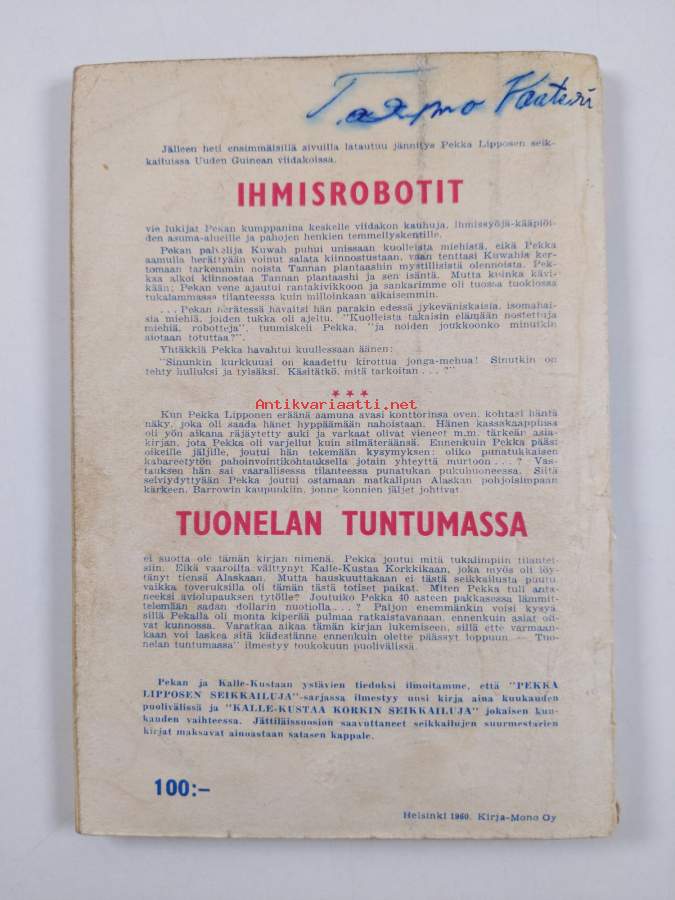 Tarmo
Jälleen heti ensimmäisillä sivuilla latautuu jännitys Pekka Lipposen seik-
kailuissa Uuden Guinean viidakoissa.
IHMISROBOTIT
vie lukijat Pekan kumppanina keskelle viidakon kauhuja, ihmissyöjä-kääpiöi-
den asuma-alueille ja pahojen henkien temmellyskentille.
Pekan palvelija Kuwah puhui unissaan kuolleista miehistä, eikä Pekka
aamulla herättyään voinut salata kiinnostustaan, vaan tenttasi Kuwahia ker-
tomaan tarkemmin noista Tannan plantaashin mystillisistä olennoista. Pek-
kaa alkoi kiinnostaa Tannan plantaashi ja sen isäntä. Mutta kuinka kävi-
kään: Pekan vene ajautui rantakivikkoon ja sankarimme oli tuossa tuokiossa
tukalammassa tilanteessa kuin milloinkaan aikaisemmin.
. . . Pekan herätessä havaitsi hän parakin edessä jykeväniskaisia, isomahai-
sia miehiä, joiden tukka oli ajeltu. "Kuolleista takaisin elämään nostettuja
miehiä, robotteja", tuumiskeli Pekka, "ja noiden joukkoonko minutkin
aiotaan totuttaa?".
Yhtäkkiä Pekka havahtui kuullessaan äänen:
"Sinunkin kurkkuusi on kaadettu kirottua jonga-mehua! Sinutkin on
tehty hulluksi ja tylsäksi. Käsitätkö, mitä tarkoitan . . . ?"
* * *
Antikvariaatti.net
Kun Pekka Lipponen eräänä aamuna avasi konttorinsa oven, kohtasi häntä
näky, joka oli saada hänet hyppäämään nahoistaan. Hänen kassakaappinsa
oli yön aikana räjäytetty auki ja varkaat olivat vieneet m.m. tärkeän asia-
kirjan, jota Pekka oli varjellut kuin silmäteräänsä. Ennenkuin Pekka pääsi
oikeille jäljille, joutui hän tekemään kysymyksen: oliko punatukkaisen
kabareetytön pahoinvointikohtauksella jotain yhteyttä murtoon . . . ? Vas-
tauksen hän sai vaarallisessa tilanteessa punatukan pukuhuoneessa. Siitä
selviydyttyään Pekka joutui ostamaan matkalipun Alaskan pohjoisimpaan
kärkeen, Barrowin kaupunkiin, jonne konnien jäljet johtivat.
TUONELAN TUNTUMASSA
ei suotta ole tämän kirjan nimenä. Pekka joutui mitä tukalimpiin tilantei-
siin. Eikä vaaroilta välttynyt Kalle-Kustaa Korkkikaan, joka myös oli löy-
tänyt tiensä Alaskaan. Mutta hauskuuttakaan ei tästä seikkailusta puutu,
vaikka toveruksilla oli tämän tästä totiset paikat. Miten Pekka tuli anta-
neeksi aviolupauksen tytölle? Joutuiko Pekka 40 asteen pakkasessa lämmit-
telemään sadan dollarin nuotiolla . . . ? Paljon enemmänkin voisi kysyä,
sillä Pekalla oli monta kiperää pulmaa ratkaistavanaan, ennenkuin asiat oli-
vat kunnossa. Varatkaa aikaa tämän kirjan lukemiseen, sillä ette varmaan-
kaan voi laskea sitä kädestänne ennenkuin olette päässyt loppuun. — Tuo-
nelan tuntumassa" ilmestyy toukokuun puolivälissä.
Pekan ja Kalle-Kustaan ystävien tiedoksi ilmoitamme, että "PEKKA
LIPPOSEN SEIKKAILUJA"-sarjassa ilmestyy uusi kirja aina kuukauden
puolivälissä ja "KALLE-KUSTAA KORKIN SEIKKAILUJA" jokaisen kuu-
kauden vaihteessa. Jättiläissuosion saavuttaneet seikkailujen suurmestarien
kirjat maksavat ainoastaan satasen kappale.
100:–
Helsinki 1960. Kirja-Mono Oy